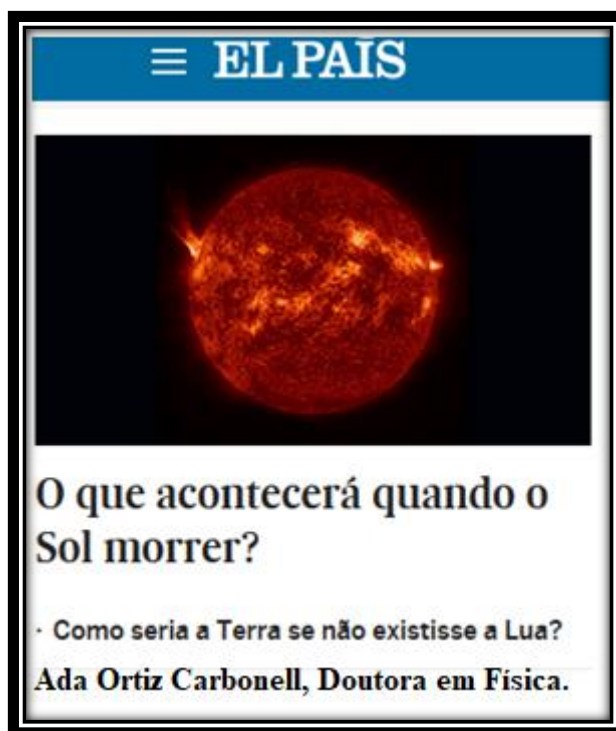 EL PAÍS
O que acontecerá quando o
Sol morrer?
· Como seria a Terra se não existisse a Lua?
Ada Ortiz Carbonell, Doutora em Física.